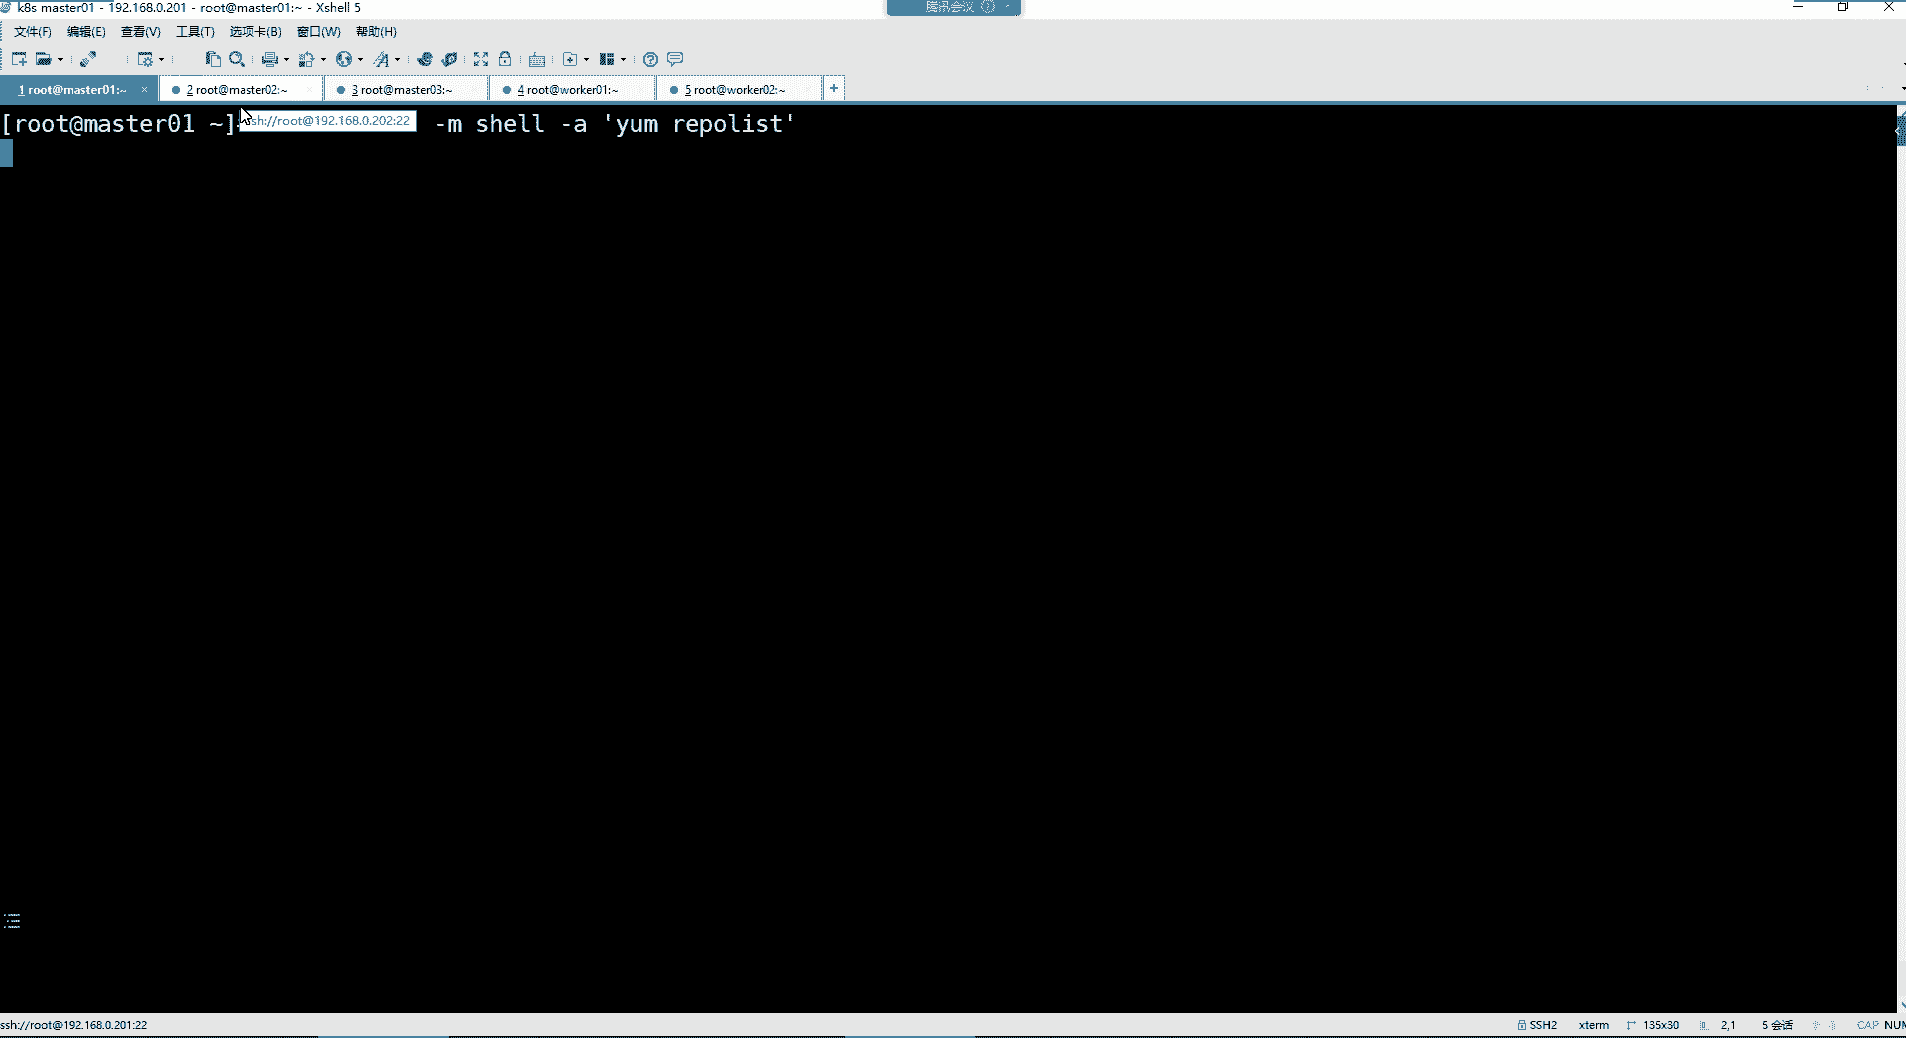 k8s master01 - 192.168.0.201 - root@master01:~ - Xshell 5
腾讯会议
文件(F) 编辑(E) 查看(V) 工具(T) 选项卡(B) 窗口(W) 帮助(H)
1 root@master01:~ × 2 root@master02:~ 3 root@master03:~ 4 root@worker01:~ 5 root@worker02:~ +
[root@master01 ~] sh://root@192.168.0.202:22 -m shell -a 'yum repolist'
ssh://root@192.168.0.201:22 SSH2 xterm 135x30 2,1 5 会话 CAP NUM